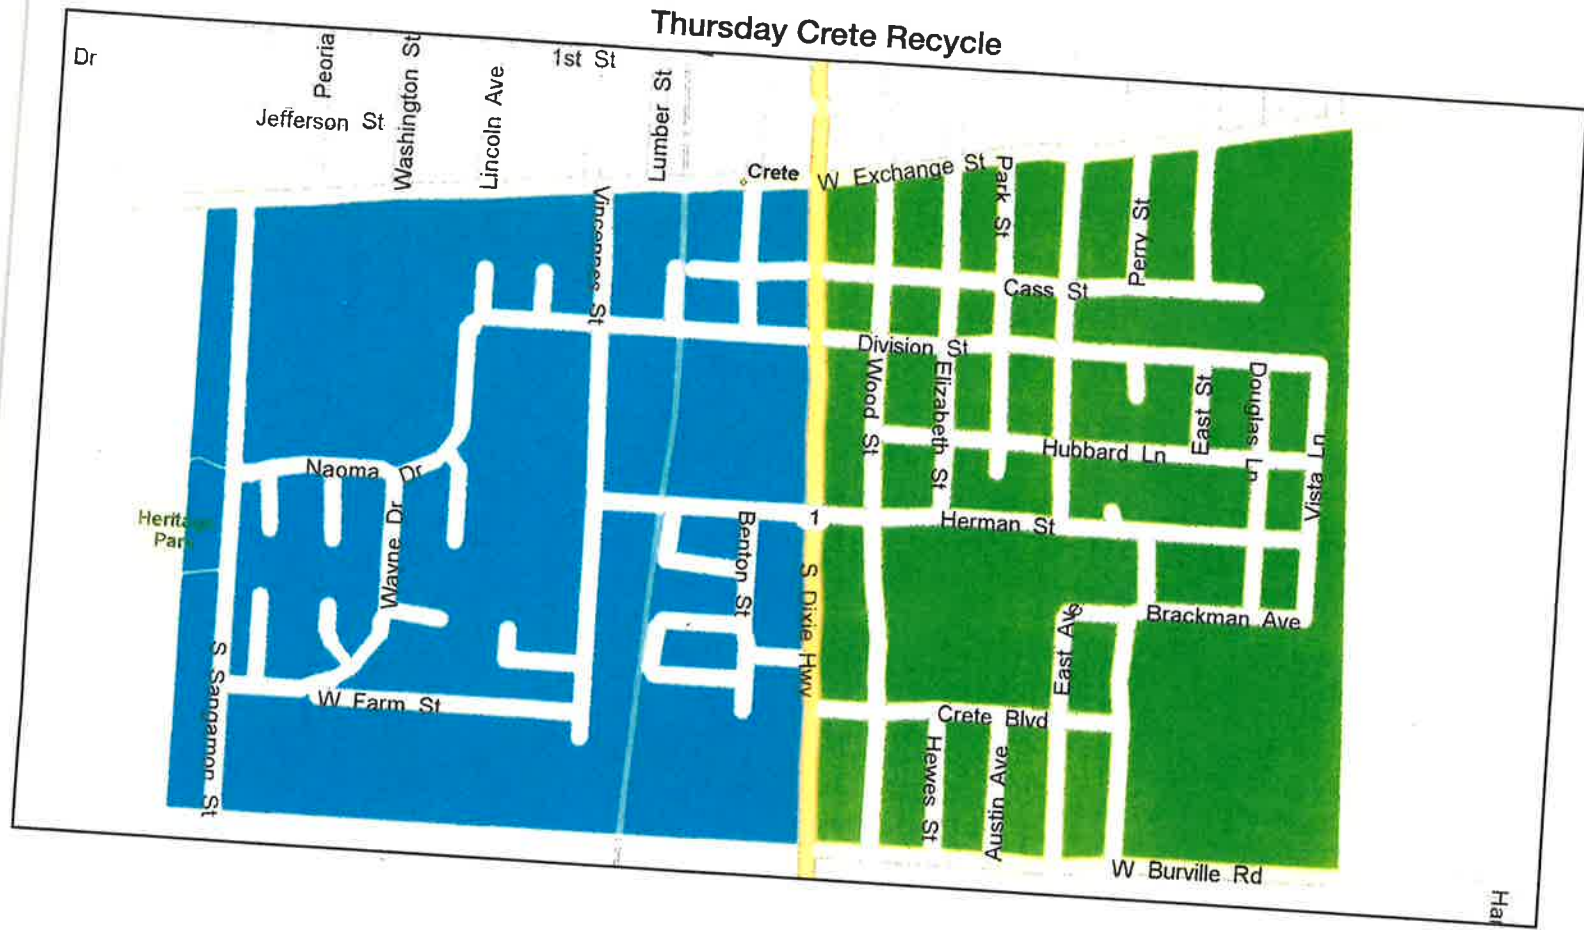 Thursday Crete Recycle
Dr
Peoria
Washington St
1st St
Lincoln Ave
Lumber St
Jefferson St
Crete
W Exchange St
Park St
Perry St
Vincennes St
Cass St
Division St
Wood St
Elizabeth St
East St
Douglas Ln
Hubbard Ln
Vista Ln
Naoma Dr
Heritage
Park
Wayne Dr
Benton St
1
Herman St
S Dixie Hwy
Brackman Ave
East Av
S Sangamon St
W Farm St
Crete Blvd
Hewes St
Austin Ave
W Burville Rd
Har